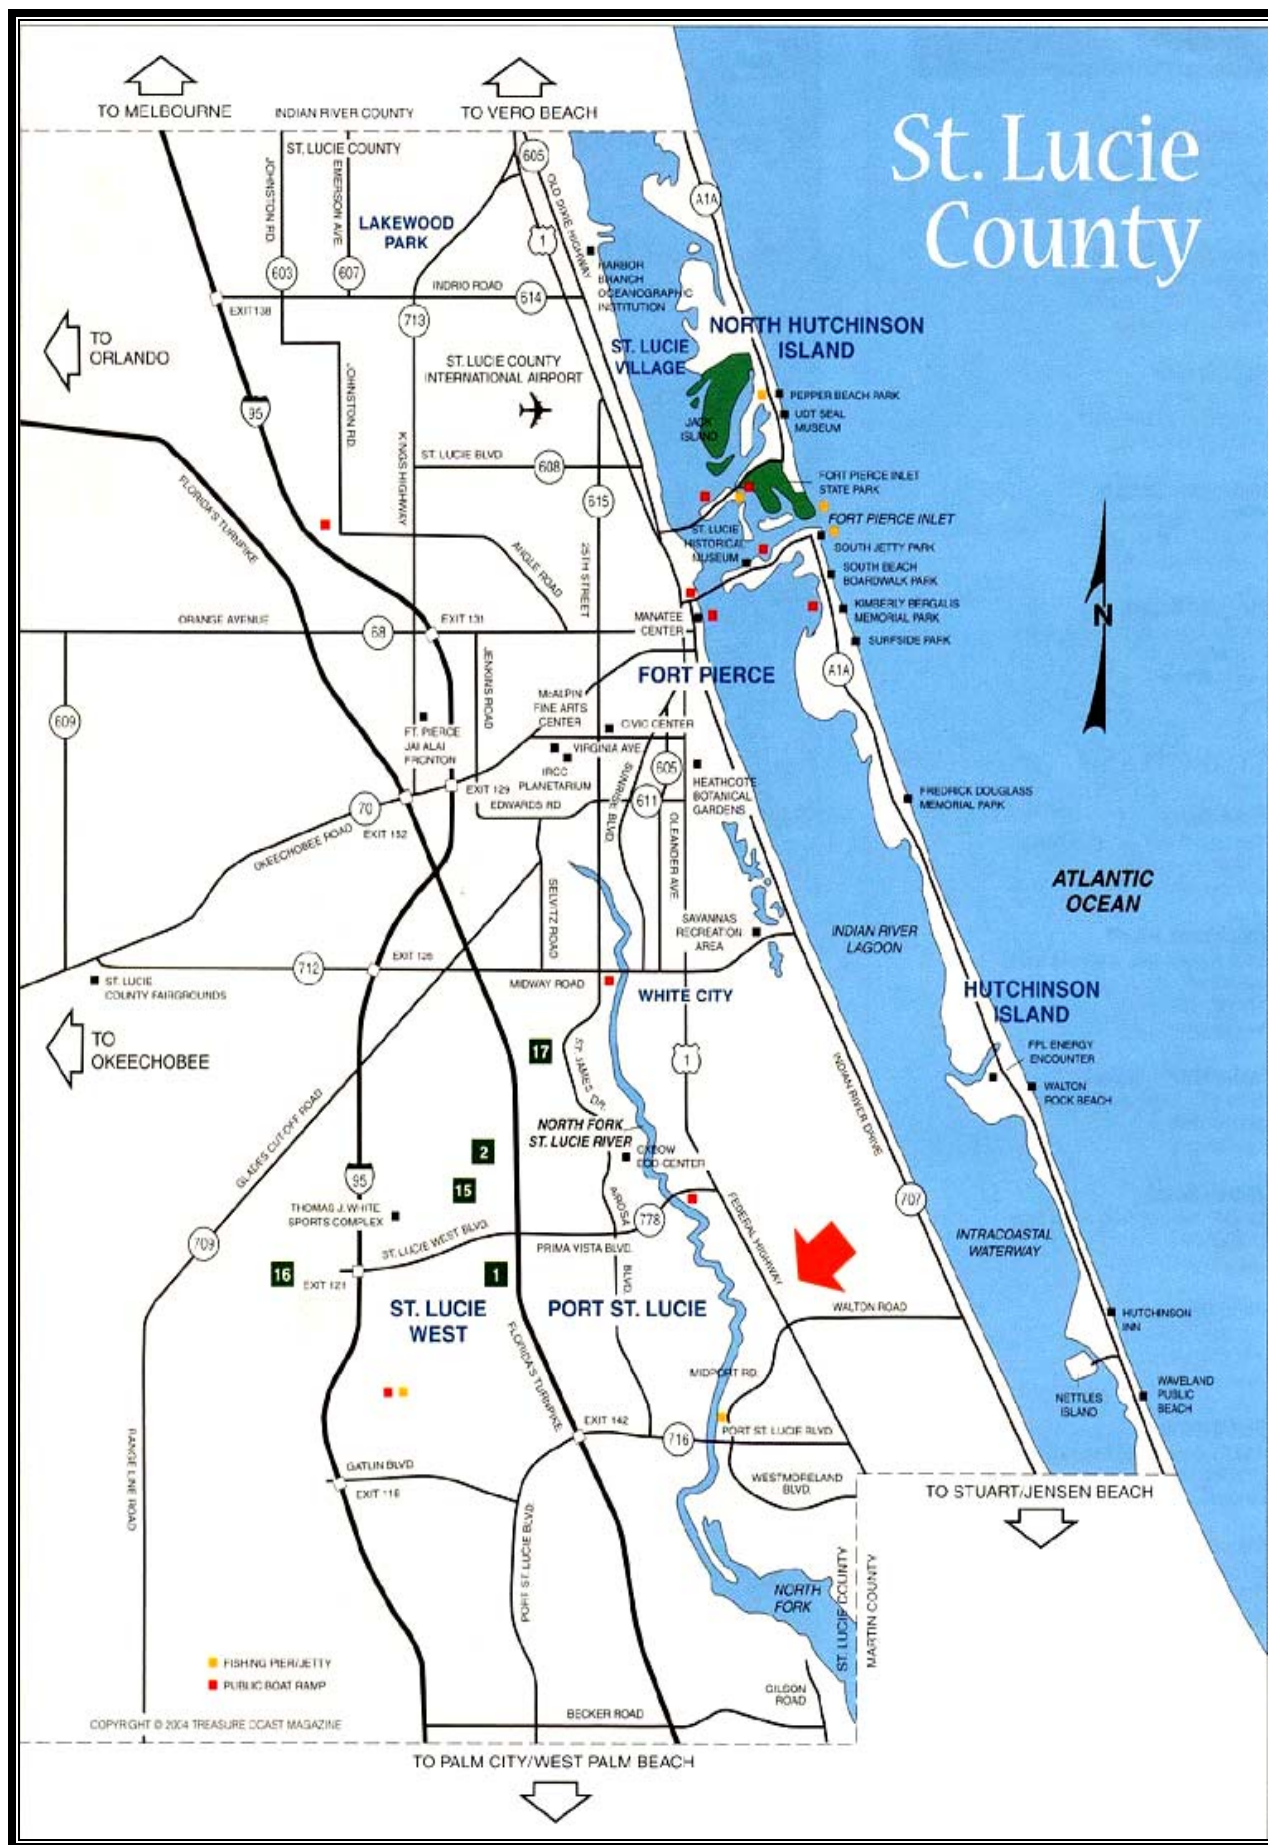 TO MELBOURNE
INDIAN RIVER COUNTY
TO VERO BEACH
ST. LUCIE COUNTY
St. Lucie
County
JOHNSTON RD.
EMERSON AVE.
LAKEWOOD
PARK
605
OLD DIXIE HIGHWAY
A1A
1
603
607
INDRIO ROAD
614
HARBOR
BRANCH
OCEANOGRAPHIC
INSTITUTION
EXIT 138
713
NORTH HUTCHINSON
ISLAND
TO
ORLANDO
ST. LUCIE
VILLAGE
ST. LUCIE COUNTY
INTERNATIONAL AIRPORT
JOHNSTON RD.
95
PEPPER BEACH PARK
UDT SEAL
MUSEUM
JACK
ISLAND
KINGS HIGHWAY
ST. LUCIE BLVD.
608
FLORIDA'S TURNPIKE
615
FORT PIERCE INLET
STATE PARK
FORT PIERCE INLET
ST. LUCIE
HISTORICAL
MUSEUM
SOUTH JETTY PARK
ANGLE ROAD
25TH STREET
SOUTH BEACH
BOARDWALK PARK
KIMBERLY BERGALIS
MEMORIAL PARK
N
ORANGE AVENUE
68
EXIT 131
MANATEE
CENTER
SURFSIDE PARK
JENKINS ROAD
FORT PIERCE
A1A
609
McALPIN
FINE ARTS
CENTER
FT. PIERCE
JAI ALAI
FRONTON
CIVIC CENTER
VIRGINIA AVE.
IRCC
PLANETARIUM
SUNRISE BLVD.
605
HEATHCOTE
BOTANICAL
GARDENS
EXIT 129
EDWARDS RD
611
FREDRICK DOUGLASS
MEMORIAL PARK
70
EXIT 152
OKEECHOBEE ROAD
OLEANDER AVE.
SELVITZ ROAD
ATLANTIC
OCEAN
SAVANNAS
RECREATION
AREA
INDIAN RIVER
LAGOON
EXIT 126
712
ST. LUCIE
COUNTY FAIRGROUNDS
MIDWAY ROAD
WHITE CITY
HUTCHINSON
ISLAND
TO
OKEECHOBEE
17
ST. JAMES DR.
1
INDIAN RIVER DRIVE
FPL ENERGY
ENCOUNTER
WALTON
ROCK BEACH
GLADES CUT-OFF ROAD
NORTH FORK
ST. LUCIE RIVER
2
OXBOW
ECO-CENTER
95
15
THOMAS J. WHITE
SPORTS COMPLEX
AIROSO
BLVD.
778
FEDERAL HIGHWAY
707
709
ST. LUCIE WEST BLVD.
PRIMA VISTA BLVD.
INTRACOASTAL
WATERWAY
16
EXIT 121
1
ST. LUCIE
WEST
PORT ST. LUCIE
WALTON ROAD
HUTCHINSON
INN
FLORIDA'S TURNPIKE
MIDPORT RD.
NETTLES
ISLAND
WAVELAND
PUBLIC
BEACH
EXIT 142
716
PORT ST. LUCIE BLVD.
RANGE LINE ROAD
GATLIN BLVD
EXIT 118
WESTMORELAND
BLVD.
TO STUART/JENSEN BEACH
PORT ST. LUCIE BLVD.
NORTH
FORK
ST. LUCIE COUNTY
MARTIN COUNTY
FISHING PIER/JETTY
PUBLIC BOAT RAMP
GILSON
ROAD
BECKER ROAD
COPYRIGHT © 2004 TREASURE COAST MAGAZINE
TO PALM CITY/WEST PALM BEACH